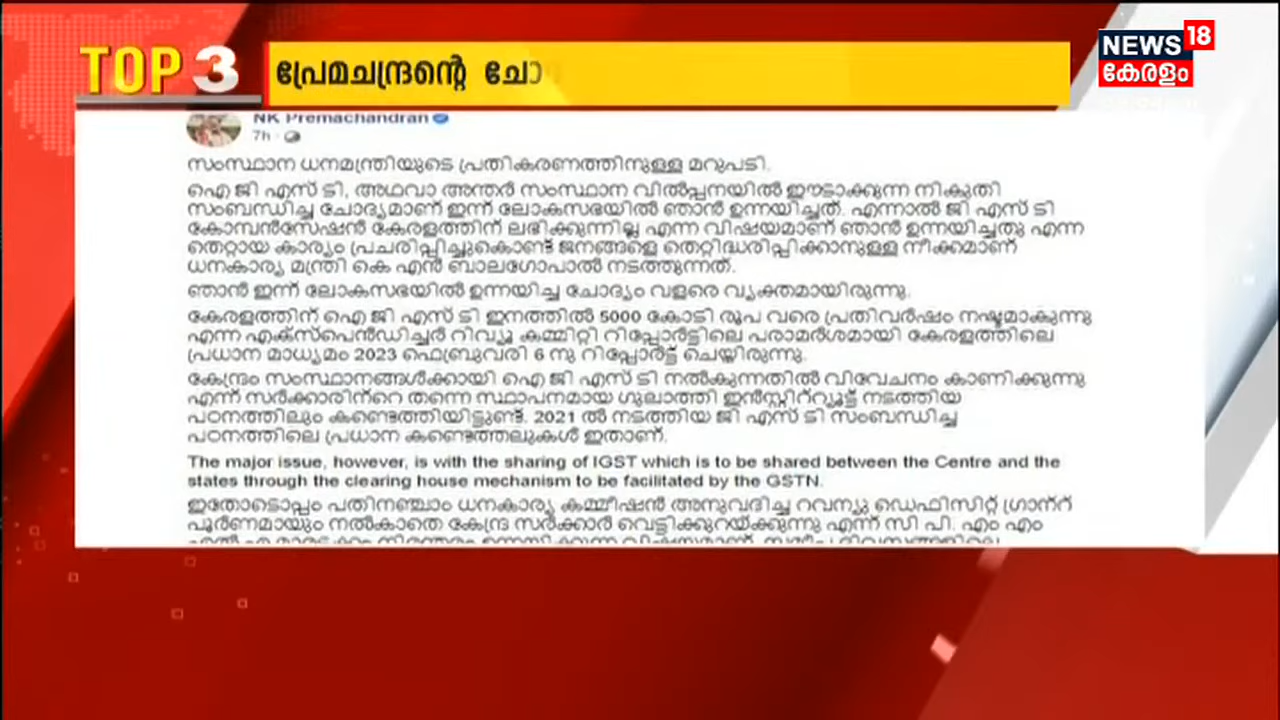 TOP 3
പ്രേമചന്ദ്രന്റെ ചോ
NEWS 18
കേരളം
NK Premachandran
7h
സംസ്ഥാന ധനമന്ത്രിയുടെ പ്രതികരണത്തിനുള്ള മറുപടി.
ഐ ജി എസ് ടി, അഥവാ അന്തർ സംസ്ഥാന വിൽപ്പനയിൽ ഈടാക്കുന്ന നികുതി
സംബന്ധിച്ച ചോദ്യമാണ് ഇന്ന് ലോകസഭയിൽ ഞാൻ ഉന്നയിച്ചത്. എന്നാൽ ജി എസ് ടി
കോമ്പൻസേഷൻ കേരളത്തിന് ലഭിക്കുന്നില്ല എന്ന വിഷയമാണ് ഞാൻ ഉന്നയിച്ചതു എന്ന
തെറ്റായ കാര്യം പ്രചരിപ്പിച്ചുകൊണ്ട് ജനങ്ങളെ തെറ്റിദ്ധരിപ്പിക്കാനുള്ള നീക്കമാണ്
ധനകാര്യ മന്ത്രി കെ എൻ ബാലഗോപാൽ നടത്തുന്നത്.
ഞാൻ ഇന്ന് ലോകസഭയിൽ ഉന്നയിച്ച ചോദ്യം വളരെ വ്യക്തമായിരുന്നു.
കേരളത്തിന് ഐ ജി എസ് ടി ഇനത്തിൽ 5000 കോടി രൂപ വരെ പ്രതിവർഷം നഷ്ടമാകുന്നു
എന്ന എക്സ്പെൻഡിച്ചർ റിവ്യൂ കമ്മിറ്റി റിപ്പോർട്ടിലെ പരാമർശമായി കേരളത്തിലെ
പ്രധാന മാധ്യമം 2023 ഫെബ്രുവരി 6 നു റിപ്പോർട്ട് ചെയ്തിരുന്നു.
കേന്ദ്രം സംസ്ഥാനങ്ങൾക്കായി ഐ ജി എസ് ടി നൽകുന്നതിൽ വിവേചനം കാണിക്കുന്നു
എന്ന് സർക്കാരിന്റെ തന്നെ സ്ഥാപനമായ ഗുലാത്തി ഇൻസ്റ്റിറ്റ്യൂട്ട് നടത്തിയ
പഠനത്തിലും കണ്ടെത്തിയിട്ടുണ്ട്. 2021 ൽ നടത്തിയ ജി എസ് ടി സംബന്ധിച്ച
പഠനത്തിലെ പ്രധാന കണ്ടെത്തലുകൾ ഇതാണ്.
The major issue, however, is with the sharing of IGST which is to be shared between the Centre and the
states through the clearing house mechanism to be facilitated by the GSTN.
ഇതോടൊപ്പം പതിനഞ്ചാം ധനകാര്യ കമ്മീഷൻ അനുവദിച്ച റവന്യു ഡെഫിസിറ്റ് ഗ്രാന്റ്
പൂർണമായും നൽകാതെ കേന്ദ്ര സർക്കാർ വെട്ടിക്കുറയ്ക്കുന്നു എന്ന് സി പി. എം എം